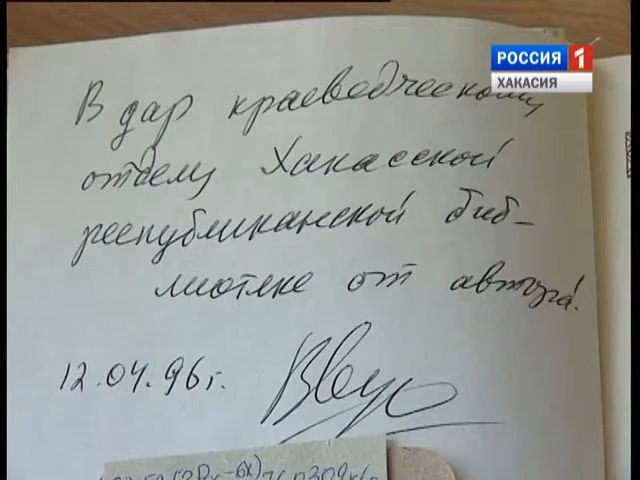 РОССИЯ 1
ХАКАСИЯ
В дар краеведческому
отделу Хакасской
республиканской биб-
лиотеке от автора.
12.04.96г.